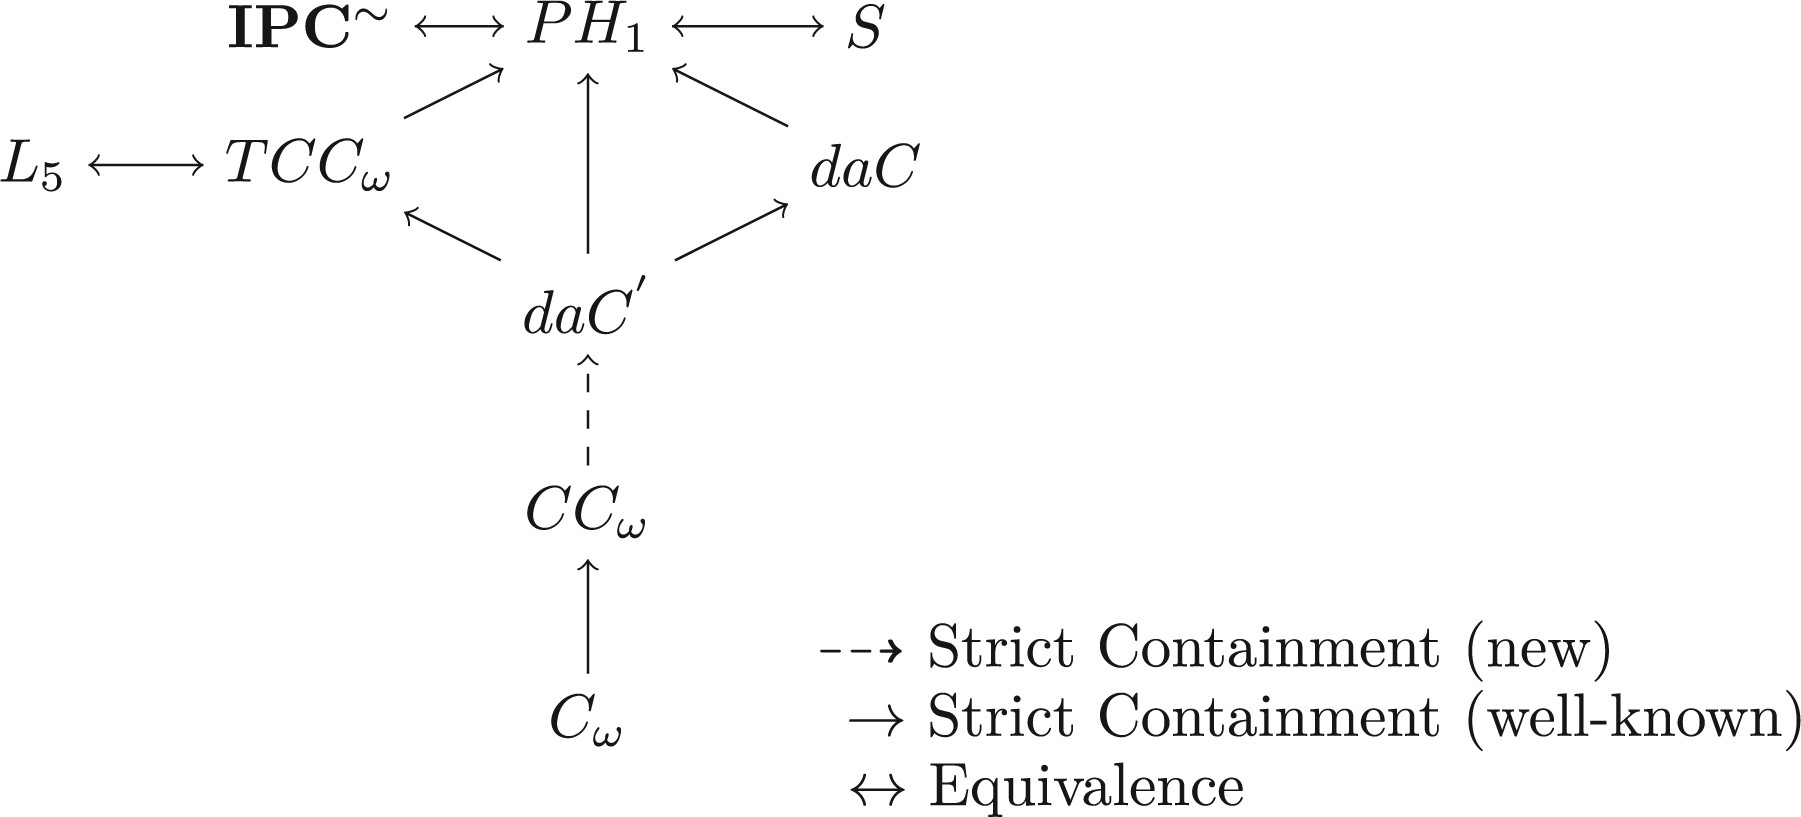 IPC~ ↔ PH₁ ↔ S
L₅ ↔ TCC_ω daC
daC′
CC_ω
C_ω
⇢ Strict Containment (new)
→ Strict Containment (well-known)
↔ Equivalence